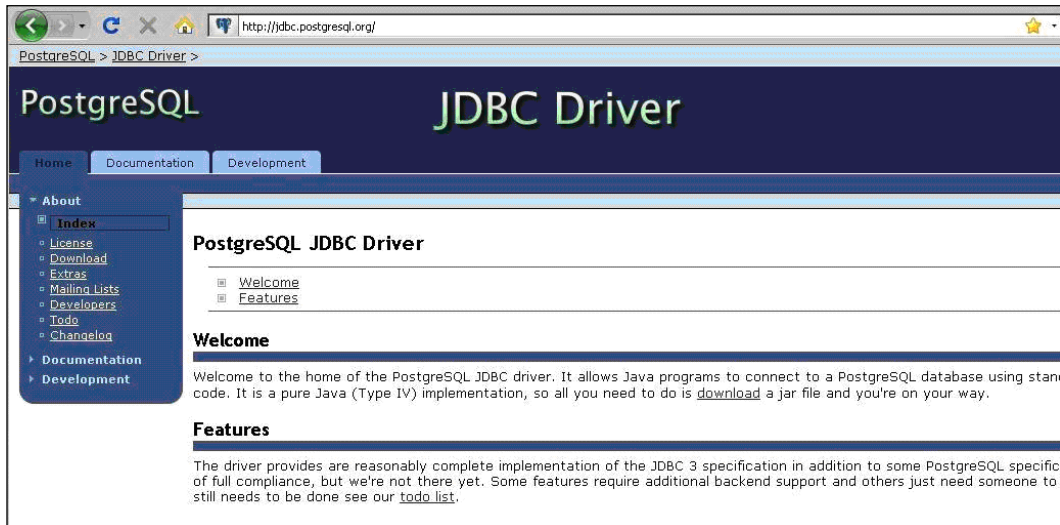 http://jdbc.postgresql.org/
PostgreSQL > JDBC Driver >
PostgreSQL
JDBC Driver
Home
Documentation
Development
About
Index
License
Download
Extras
Mailing Lists
Developers
Todo
Changelog
Documentation
Development
PostgreSQL JDBC Driver
Welcome
Features
Welcome
Welcome to the home of the PostgreSQL JDBC driver. It allows Java programs to connect to a PostgreSQL database using stan
code. It is a pure Java (Type IV) implementation, so all you need to do is download a jar file and you're on your way.
Features
The driver provides are reasonably complete implementation of the JDBC 3 specification in addition to some PostgreSQL specific
of full compliance, but we're not there yet. Some features require additional backend support and others just need someone to
still needs to be done see our todo list.